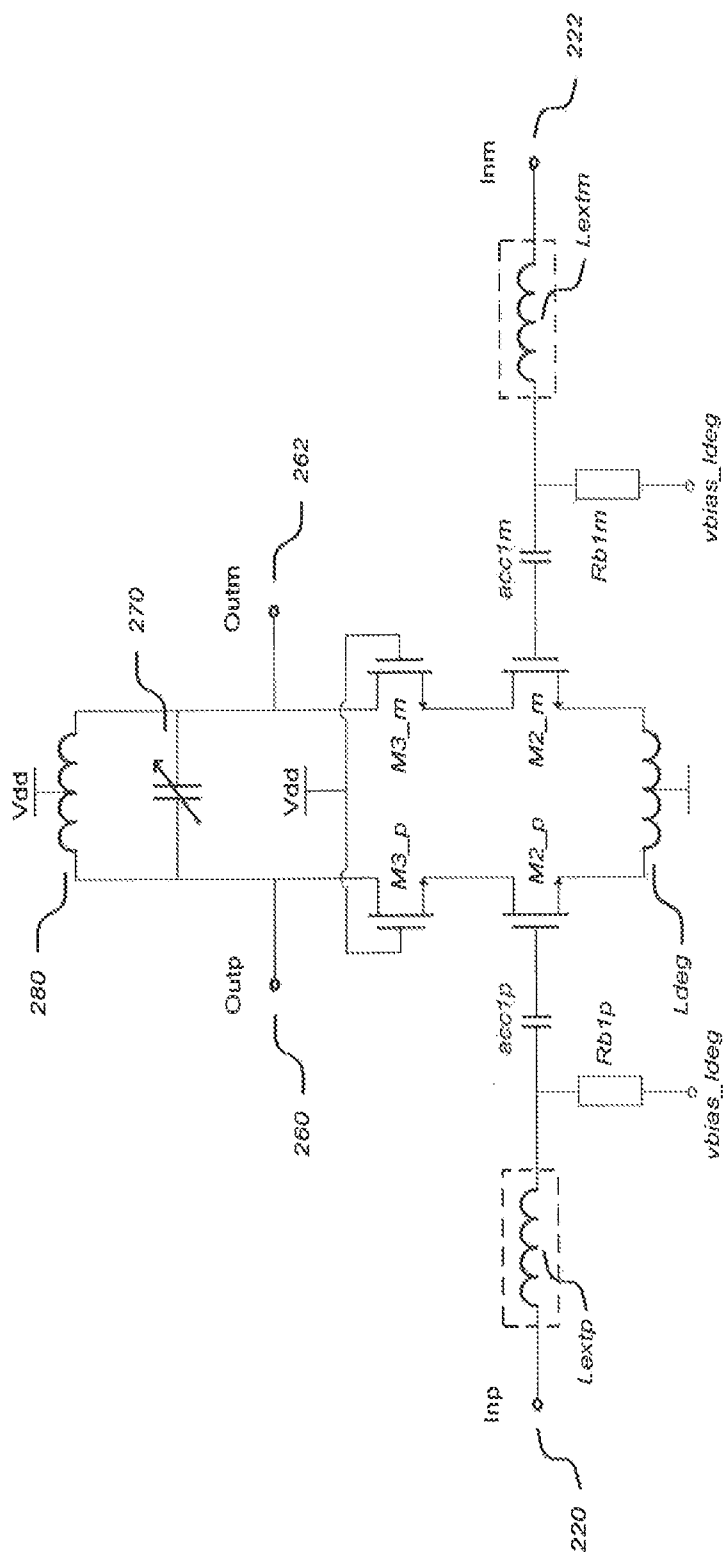 280
Vdd
270
Outp
Outm
260
262
Vdd
M3_p
M3_m
Inp
Inm
220
222
acc1p
M2_p
M2_m
acc1m
Lextp
Lextm
Rb1p
Rb1m
Ldeg
vbias_ldeg
vbias_ldeg